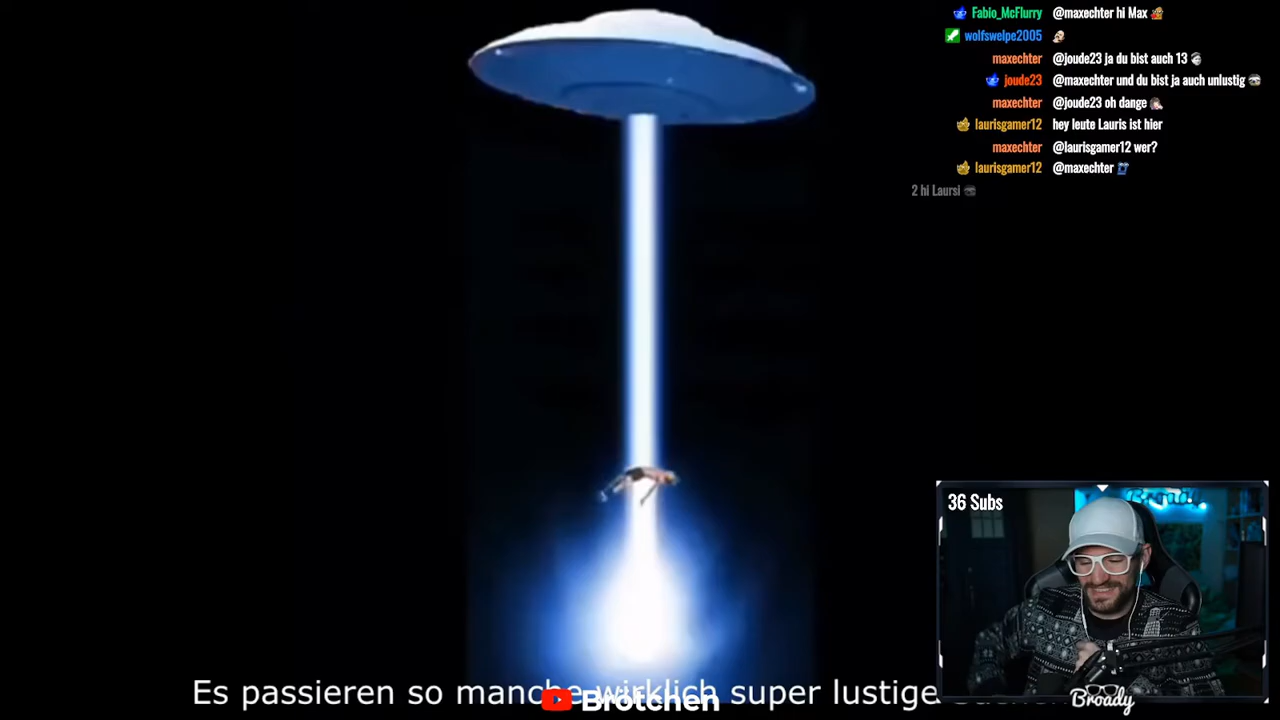 Fabio_McFlurry @maxechter hi Max
wolfswelpe2005
maxechter @joude23 ja du bist auch 13
joude23 @maxechter und du bist ja auch unlustig
maxechter @joude23 oh dange
laurisgamer12 hey leute Lauris ist hier
maxechter @laurisgamer12 wer?
laurisgamer12 @maxechter
2 hi Laursi
36 Subs
Broady
Es passieren so manche wirklich super lustige
Brötchen
Broady